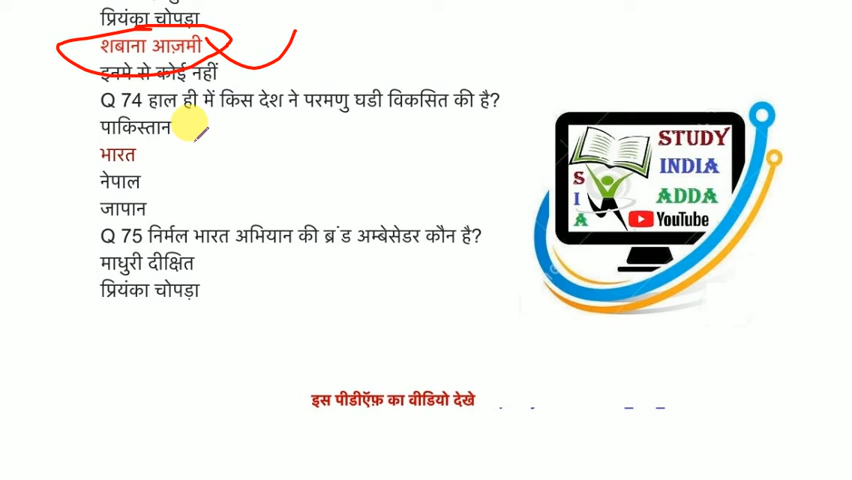 प्रियंका चोपड़ा
शबाना आज़मी
इनमे से कोई नहीं
Q 74 हाल ही में किस देश ने परमणु घडी विकसित की है?
पाकिस्तान
भारत
नेपाल
जापान
Q 75 निर्मल भारत अभियान की ब्रंड अम्बेसेडर कौन है?
माधुरी दीक्षित
प्रियंका चोपड़ा
STUDY
INDIA
ADDA
YouTube
S
I
A
इस पीडीऍफ़ का वीडियो देखे